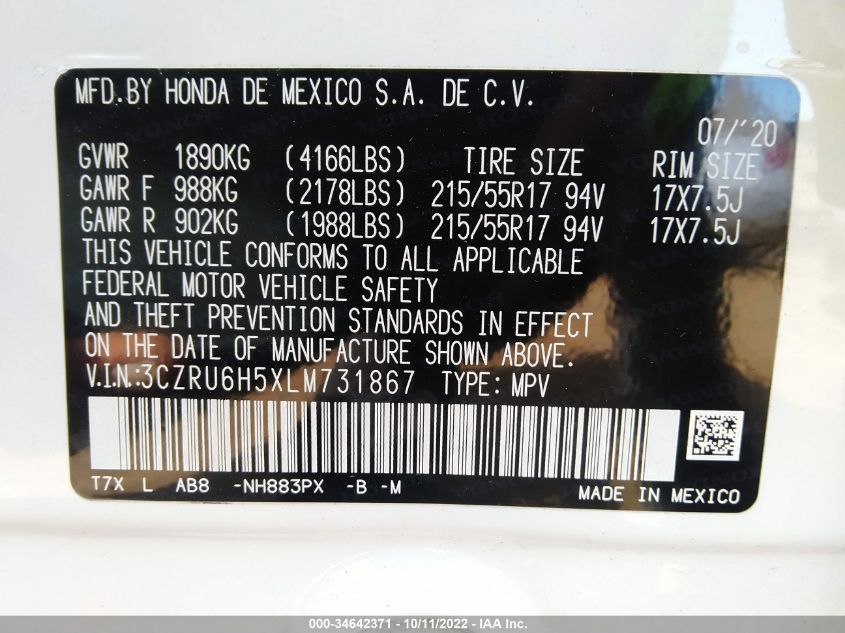 MFD.BY HONDA DE MEXICO S.A. DE C.V.
07/'20
GVWR 1890KG (4166LBS) TIRE SIZE RIM SIZE
GAWR F 988KG (2178LBS) 215/55R17 94V 17X7.5J
GAWR R 902KG (1988LBS) 215/55R17 94V 17X7.5J
THIS VEHICLE CONFORMS TO ALL APPLICABLE
FEDERAL MOTOR VEHICLE SAFETY
AND THEFT PREVENTION STANDARDS IN EFFECT
ON THE DATE OF MANUFACTURE SHOWN ABOVE.
V.I.N.:3CZRU6H5XLM731867 TYPE: MPV
T7X L AB8 -NH883PX -B -M MADE IN MEXICO
000-34642371 - 10/11/2022 - IAA Inc.